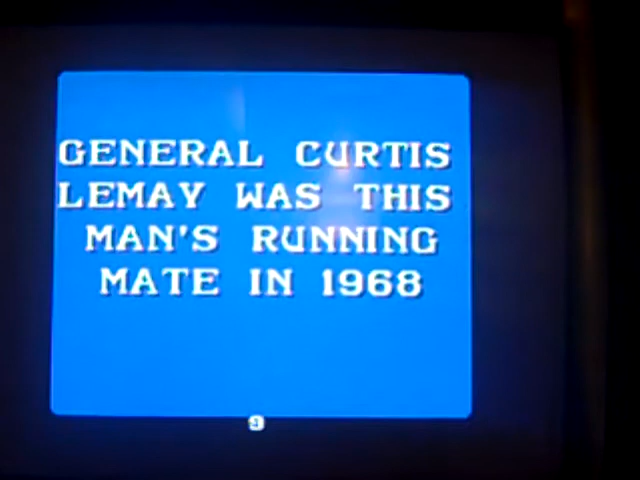 GENERAL CURTIS
LEMAY WAS THIS
MAN'S RUNNING
MATE IN 1968